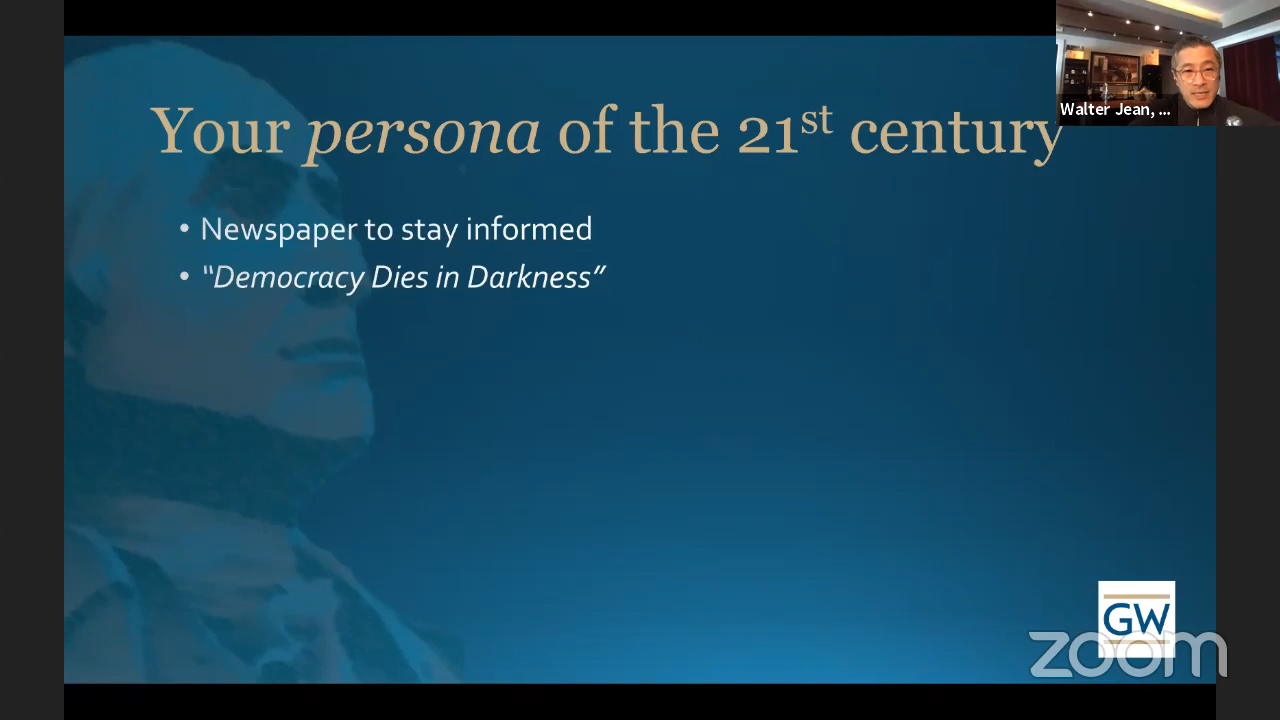 Your persona of the 21st century
Walter Jean, ...
• Newspaper to stay informed
• “Democracy Dies in Darkness”
GW
zoom